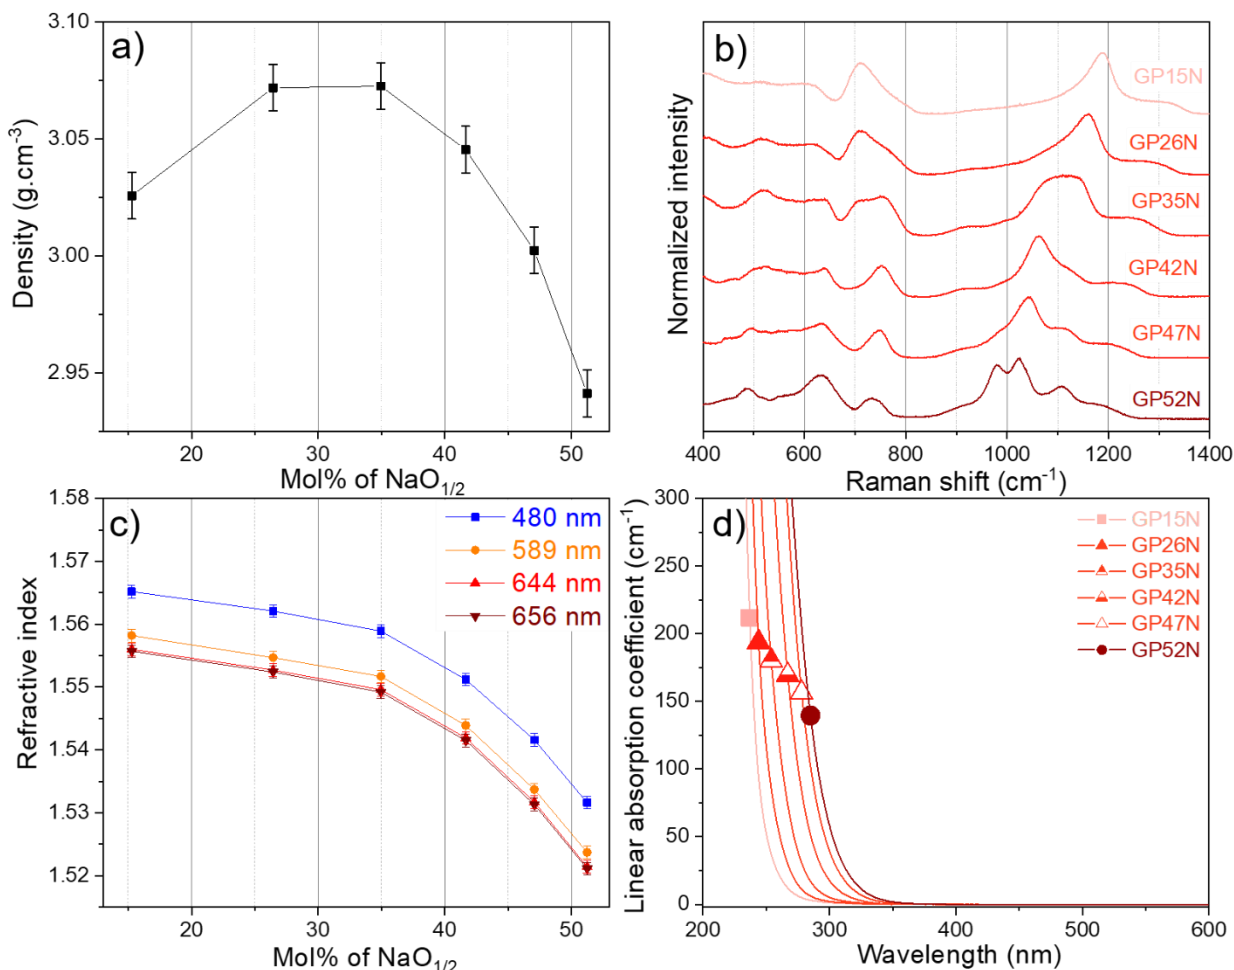 a)
3.10
3.05
3.00
2.95
Density (g.cm⁻³)
20
30
40
50
Mol% of NaO₁/₂
b)
Normalized intensity
GP15N
GP26N
GP35N
GP42N
GP47N
GP52N
400
600
800
1000
1200
1400
Raman shift (cm⁻¹)
c)
1.58
1.57
1.56
1.55
1.54
1.53
1.52
Refractive index
480 nm
589 nm
644 nm
656 nm
20
30
40
50
Mol% of NaO₁/₂
d)
300
250
200
150
100
50
0
Linear absorption coefficient (cm⁻¹)
GP15N
GP26N
GP35N
GP42N
GP47N
GP52N
200
300
400
500
600
Wavelength (nm)